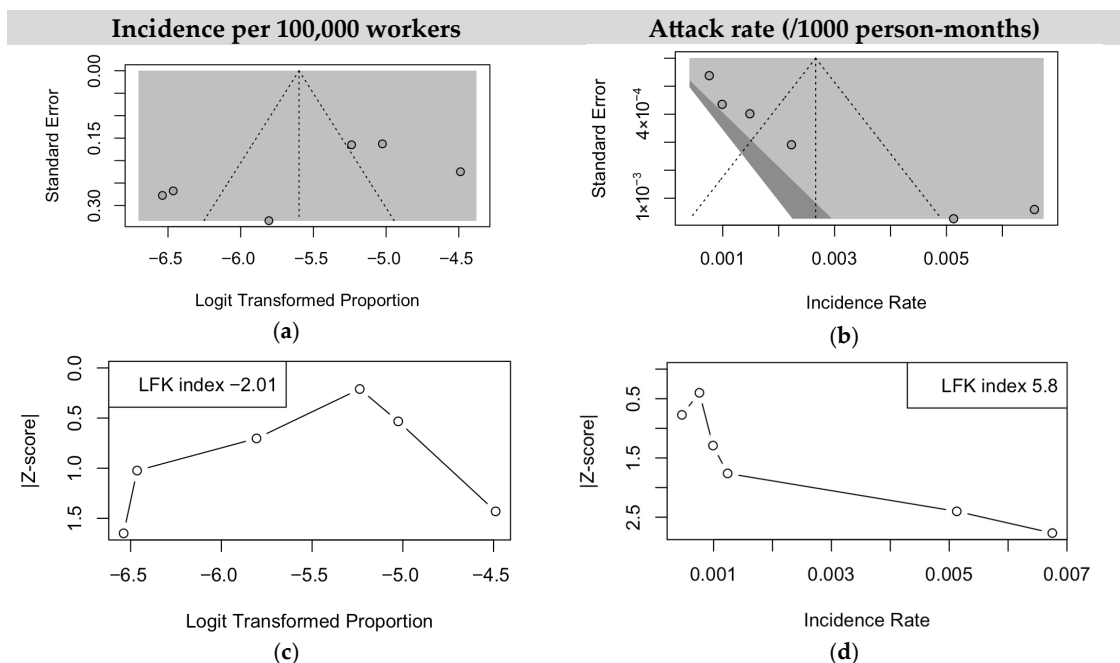 Incidence per 100,000 workers
Attack rate (/1000 person-months)
Standard Error
0.00
0.15
0.30
−6.5 −6.0 −5.5 −5.0 −4.5
Logit Transformed Proportion
(a)
Standard Error
4×10⁻⁴
1×10⁻³
0.001 0.003 0.005
Incidence Rate
(b)
|Z-score|
0.0
0.5
1.0
1.5
LFK index −2.01
−6.5 −6.0 −5.5 −5.0 −4.5
Logit Transformed Proportion
(c)
|Z-score|
0.5
1.5
2.5
LFK index 5.8
0.001 0.003 0.005 0.007
Incidence Rate
(d)